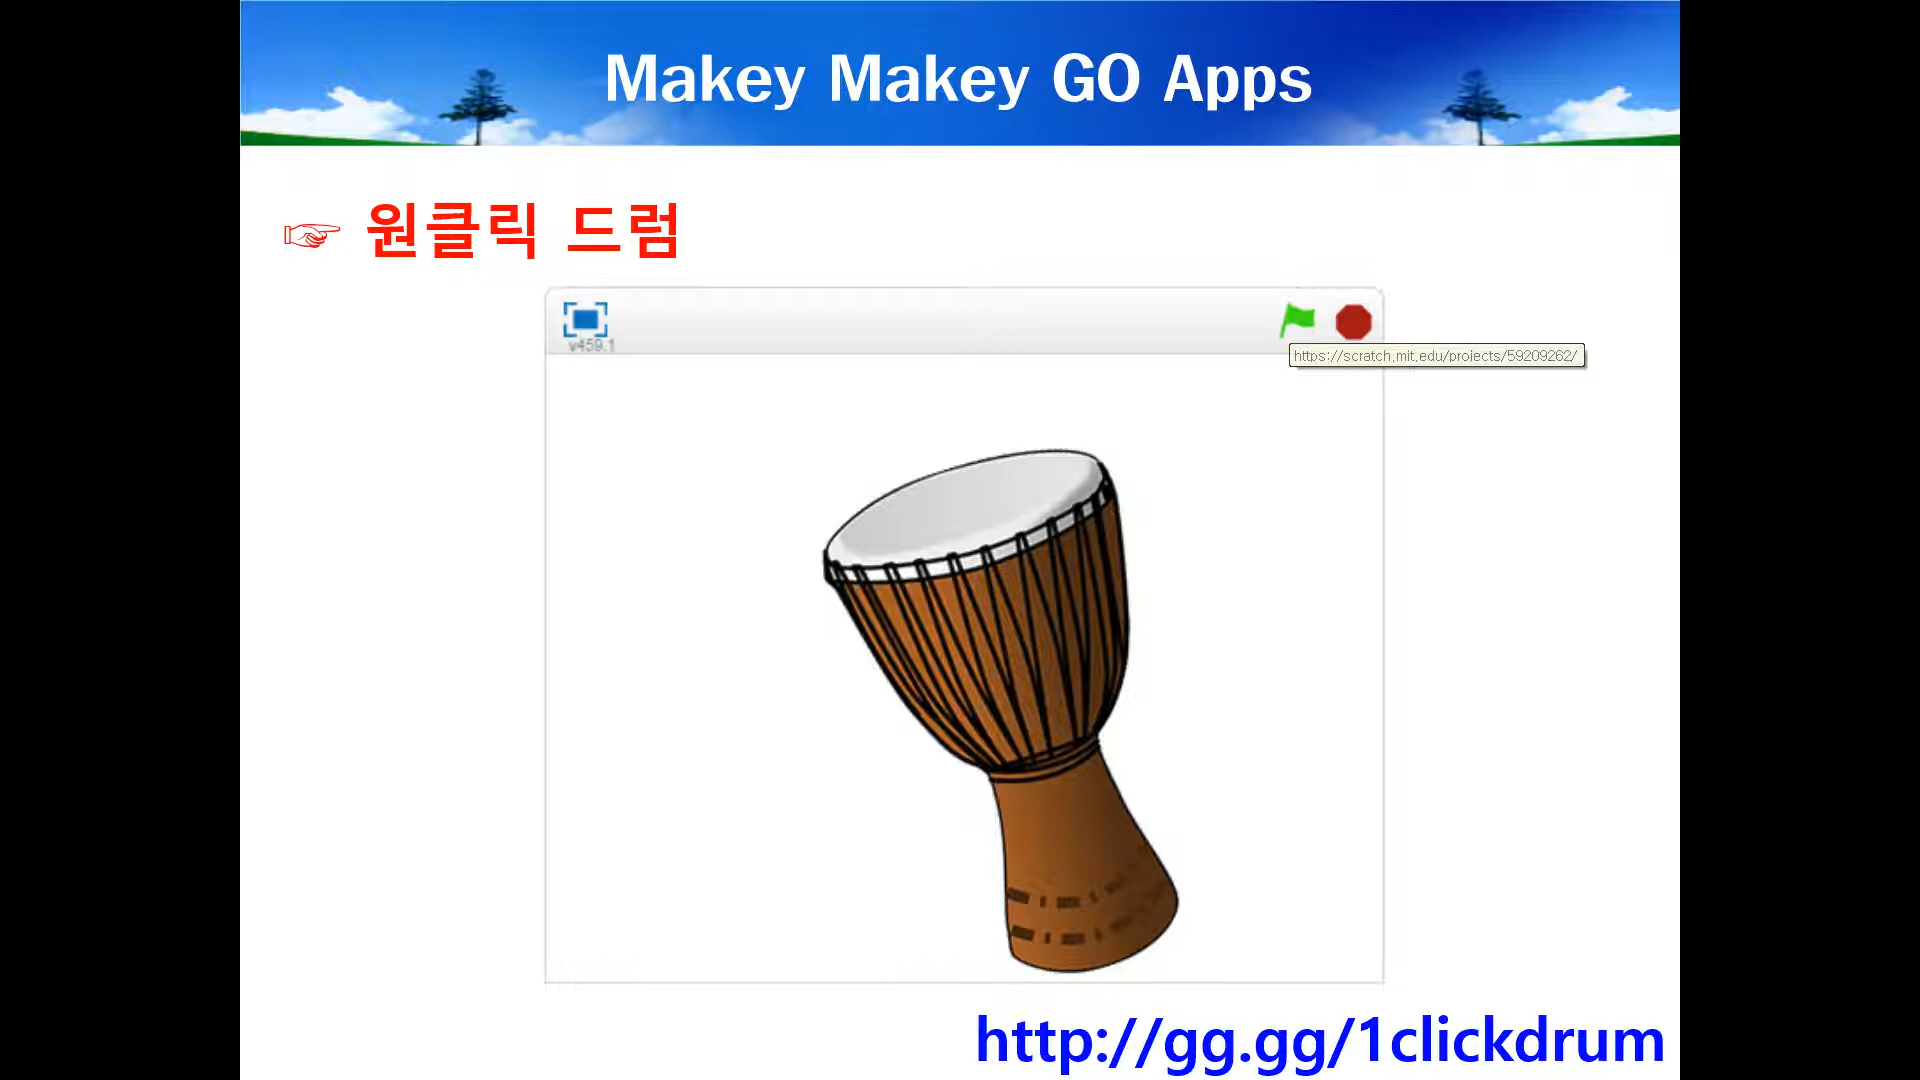 Makey Makey GO Apps
☞ 원클릭 드럼
v459.1
https://scratch.mit.edu/projects/59209262/
http://gg.gg/1clickdrum